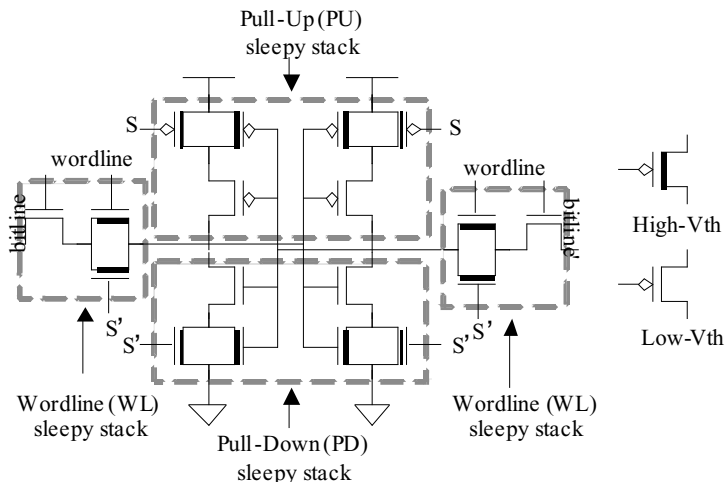 Pull-Up (PU)
sleepy stack
S
S
wordline
wordline
bitline
bitline'
High-Vth
S'
S'
S'
S'
Low-Vth
Wordline (WL)
sleepy stack
Pull-Down (PD)
sleepy stack
Wordline (WL)
sleepy stack